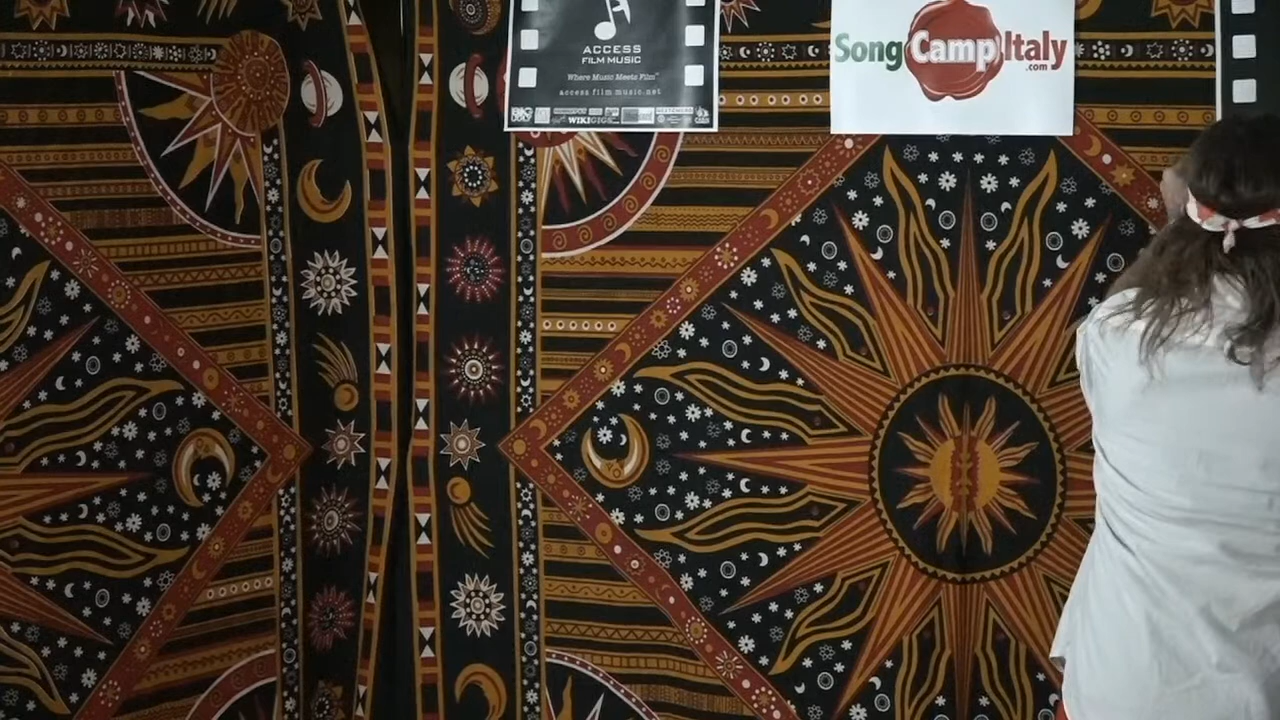 ACCESS
FILM MUSIC
Where Music Meets Film
access film music.net
WIKIGIGS
SongCampItaly
.com